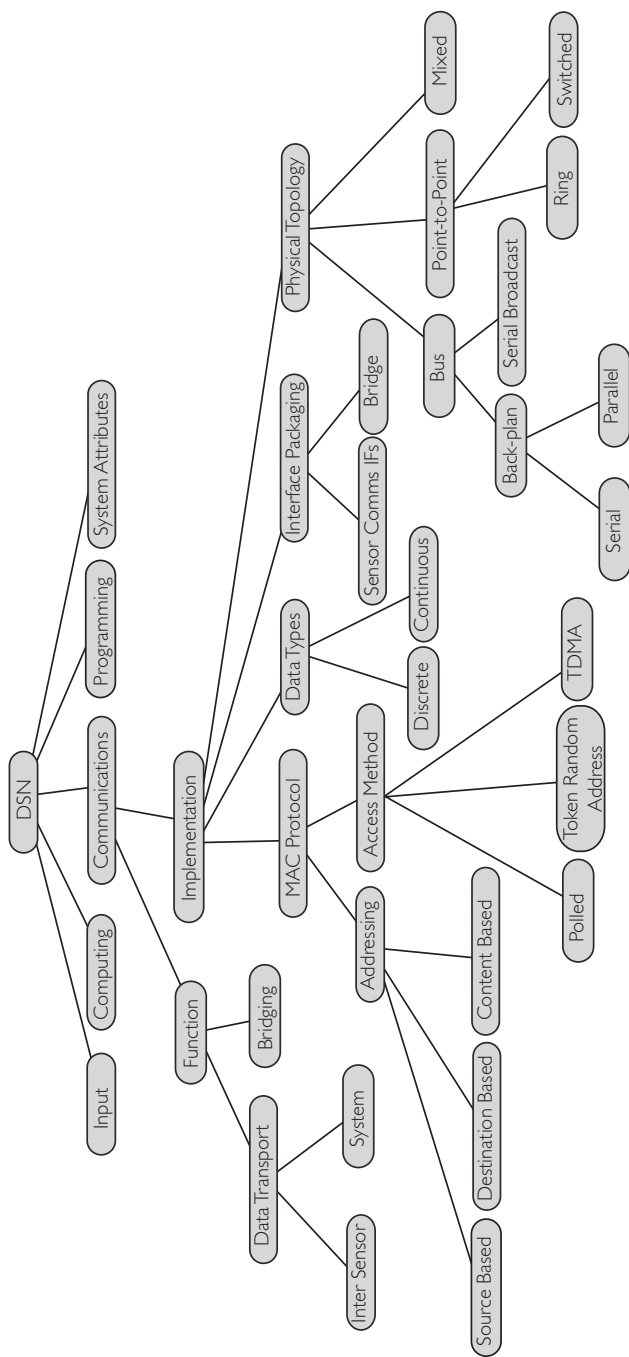 DSN
Input
Computing
Communications
Programming
System Attributes
Function
Implementation
Data Transport
Bridging
MAC Protocol
Data Types
Interface Packaging
Physical Topology
Inter Sensor
System
Addressing
Access Method
Discrete
Continuous
Sensor Comms IFs
Bridge
Bus
Point-to-Point
Mixed
Source Based
Destination Based
Content Based
Back-plan
Serial Broadcast
Ring
Switched
Polled
Token Random
Address
TDMA
Serial
Parallel